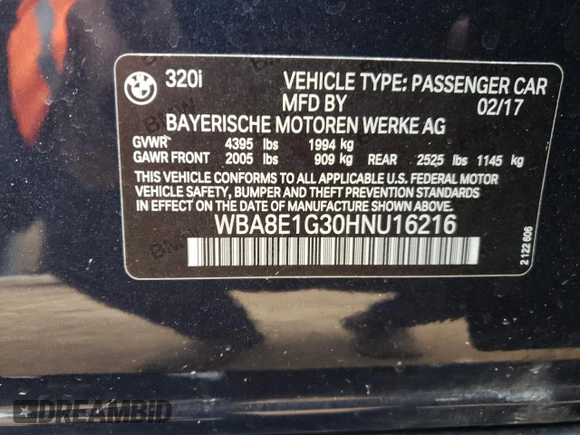 BMW 320i VEHICLE TYPE: PASSENGER CAR
MFD BY 02/17
BAYERISCHE MOTOREN WERKE AG
GVWR 4395 lbs 1994 kg
GAWR FRONT 2005 lbs 909 kg REAR 2525 lbs 1145 kg
THIS VEHICLE CONFORMS TO ALL APPLICABLE U.S. FEDERAL MOTOR
VEHICLE SAFETY, BUMPER AND THEFT PREVENTION STANDARDS
IN EFFECT ON THE DATE OF MANUFACTURE SHOWN ABOVE.
WBA8E1G30HNU16216
2 122 606
DREAMBID